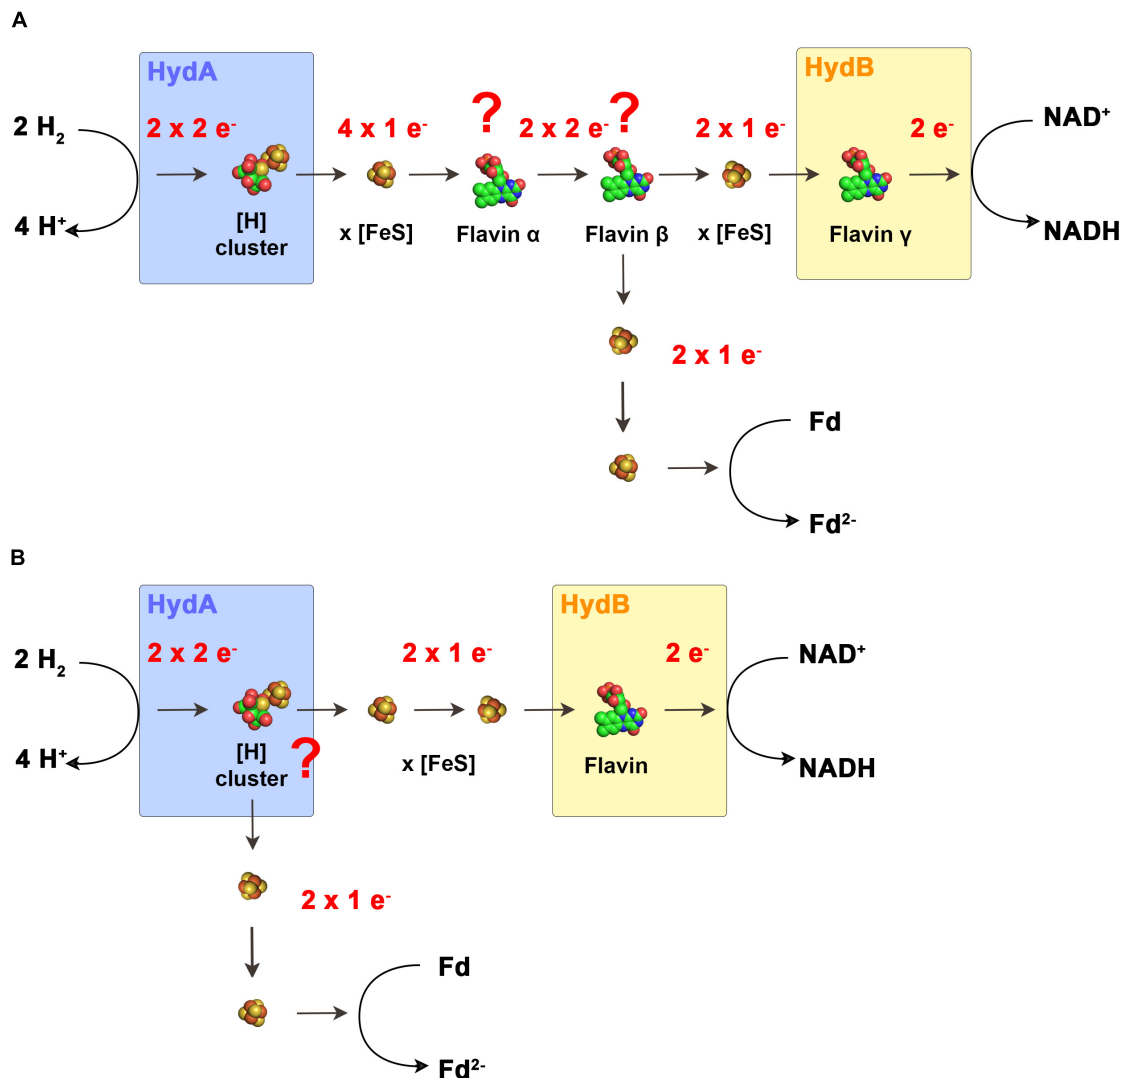 A
HydA
HydB
2 H₂
2 x 2 e⁻
4 x 1 e⁻
?
2 x 2 e⁻
?
2 x 1 e⁻
2 e⁻
NAD⁺
4 H⁺
[H]
cluster
x [FeS]
Flavin α
Flavin β
x [FeS]
Flavin γ
NADH
2 x 1 e⁻
Fd
Fd²⁻
B
HydA
HydB
2 H₂
2 x 2 e⁻
2 x 1 e⁻
2 e⁻
NAD⁺
4 H⁺
[H]
cluster
?
x [FeS]
Flavin
NADH
2 x 1 e⁻
Fd
Fd²⁻